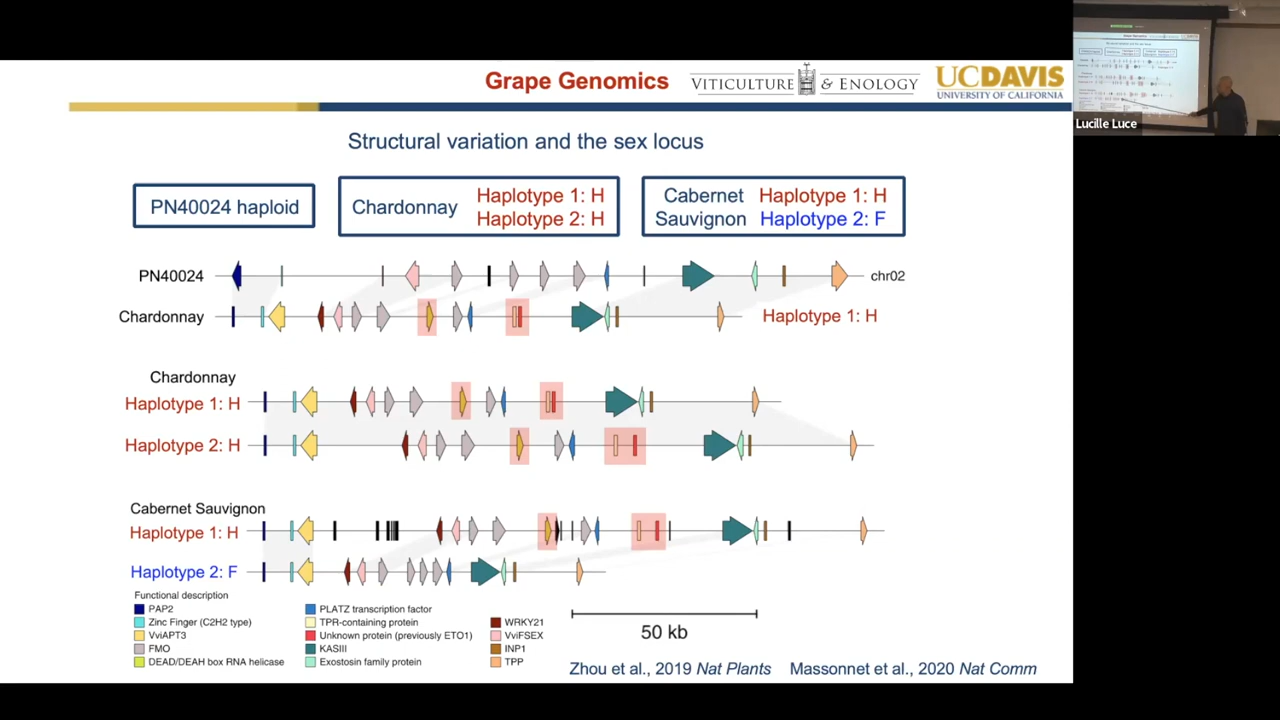 Grape Genomics
VITICULTURE & ENOLOGY
UCDAVIS
UNIVERSITY OF CALIFORNIA
Lucille Luce
Structural variation and the sex locus
PN40024 haploid
Chardonnay
Haplotype 1: H
Haplotype 2: H
Cabernet Sauvignon
Haplotype 1: H
Haplotype 2: F
PN40024
chr02
Chardonnay
Haplotype 1: H
Chardonnay
Haplotype 1: H
Haplotype 2: H
Cabernet Sauvignon
Haplotype 1: H
Haplotype 2: F
Functional description
PAP2
Zinc Finger (C2H2 type)
VviAPT3
FMO
DEAD/DEAH box RNA helicase
PLATZ transcription factor
TPR-containing protein
Unknown protein (previously ETO1)
KASIII
Exostosin family protein
WRKY21
VviFSEX
INP1
TPP
50 kb
Zhou et al., 2019 Nat Plants
Massonnet et al., 2020 Nat Comm